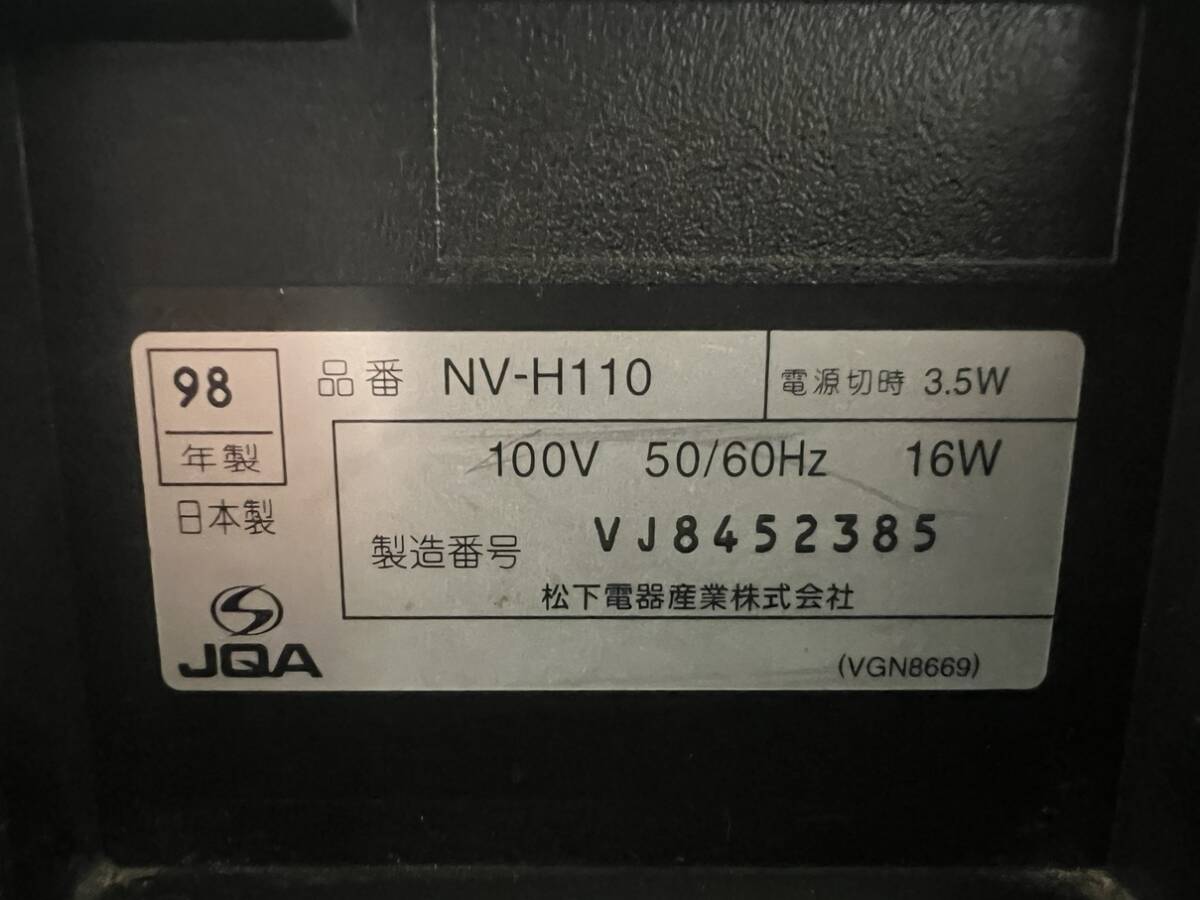 98
年製
日本製
品番 NV-H110
電源切時 3.5W
100V 50/60Hz 16W
製造番号 VJ8452385
松下電器産業株式会社
JQA
(VGN8669)